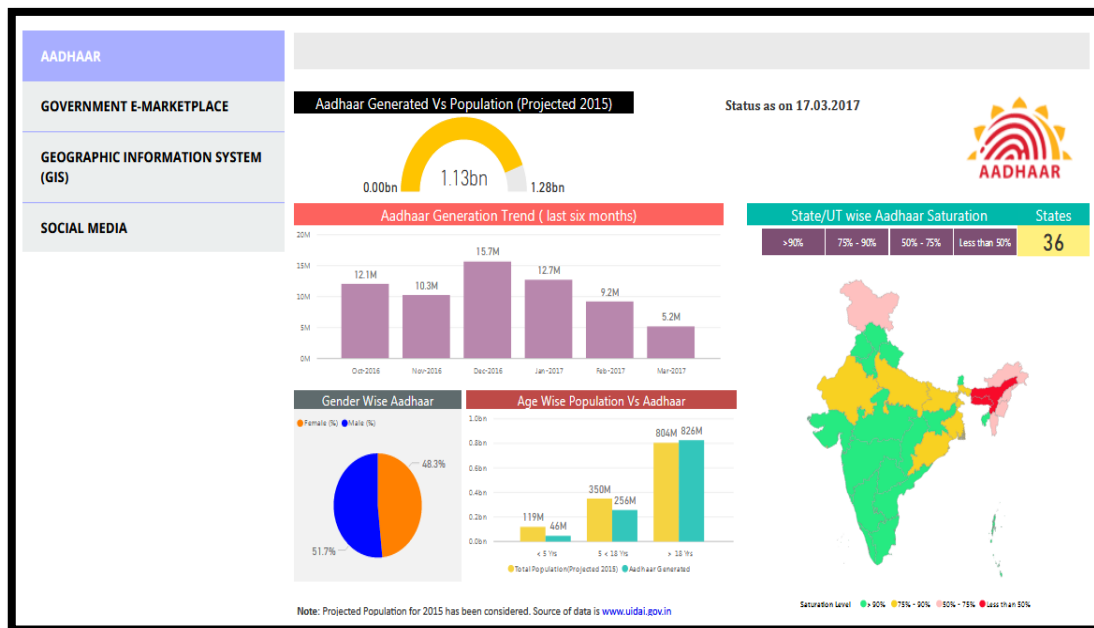 AADHAAR
GOVERNMENT E-MARKETPLACE
GEOGRAPHIC INFORMATION SYSTEM
(GIS)
SOCIAL MEDIA
Aadhaar Generated Vs Population (Projected 2015)
Status as on 17.03.2017
AADHAAR
1.13bn
0.00bn
1.28bn
Aadhaar Generation Trend ( last six months)
20M
15M
10M
5M
0M
12.1M
10.3M
15.7M
12.7M
9.2M
5.2M
Oct-2016
Nov-2016
Dec-2016
Jan-2017
Feb-2017
Mar-2017
State/UT wise Aadhaar Saturation
States
>90%
75% - 90%
50% - 75%
Less than 50%
36
Gender Wise Aadhaar
Female (%) Male (%)
48.3%
51.7%
Age Wise Population Vs Aadhaar
1.0bn
0.8bn
0.6bn
0.4bn
0.2bn
0.0bn
119M
46M
350M
256M
804M
826M
< 5 Yrs
5 < 18 Yrs
> 18 Yrs
Total Population(Projected 2015) Aadhaar Generated
Saturation Level > 90% 75% - 90% 50% - 75% Less than 50%
Note: Projected Population for 2015 has been considered. Source of data is www.uidai.gov.in